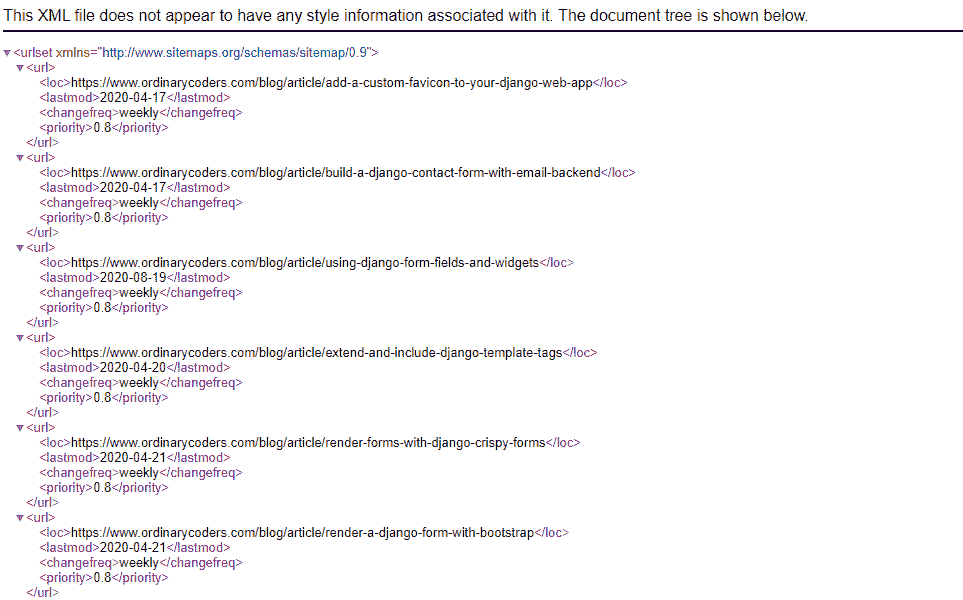 This XML file does not appear to have any style information associated with it. The document tree is shown below.
<urlset xmlns="http://www.sitemaps.org/schemas/sitemap/0.9">
<url>
<loc>https://www.ordinarycoders.com/blog/article/add-a-custom-favicon-to-your-django-web-app</loc>
<lastmod>2020-04-17</lastmod>
<changefreq>weekly</changefreq>
<priority>0.8</priority>
</url>
<url>
<loc>https://www.ordinarycoders.com/blog/article/build-a-django-contact-form-with-email-backend</loc>
<lastmod>2020-04-17</lastmod>
<changefreq>weekly</changefreq>
<priority>0.8</priority>
</url>
<url>
<loc>https://www.ordinarycoders.com/blog/article/using-django-form-fields-and-widgets</loc>
<lastmod>2020-08-19</lastmod>
<changefreq>weekly</changefreq>
<priority>0.8</priority>
</url>
<url>
<loc>https://www.ordinarycoders.com/blog/article/extend-and-include-django-template-tags</loc>
<lastmod>2020-04-20</lastmod>
<changefreq>weekly</changefreq>
<priority>0.8</priority>
</url>
<url>
<loc>https://www.ordinarycoders.com/blog/article/render-forms-with-django-crispy-forms</loc>
<lastmod>2020-04-21</lastmod>
<changefreq>weekly</changefreq>
<priority>0.8</priority>
</url>
<url>
<loc>https://www.ordinarycoders.com/blog/article/render-a-django-form-with-bootstrap</loc>
<lastmod>2020-04-21</lastmod>
<changefreq>weekly</changefreq>
<priority>0.8</priority>
</url>